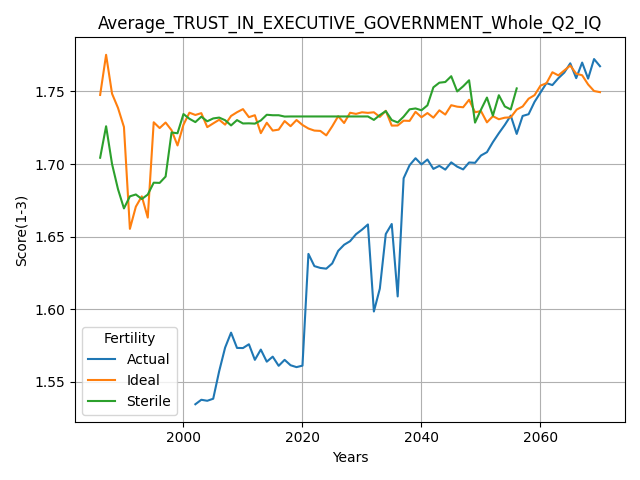 Average_TRUST_IN_EXECUTIVE_GOVERNMENT_Whole_Q2_IQ
Score(1-3)
1.75
1.70
1.65
1.60
1.55
Fertility
Actual
Ideal
Sterile
2000
2020
2040
2060
Years